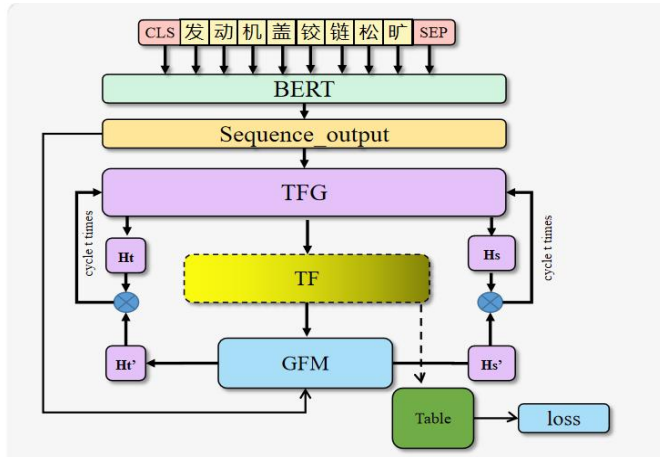 CLS 发 动 机 盖 铰 链 松 旷 SEP
BERT
Sequence_output
TFG
cycle t times
Ht
Hs
cycle t times
TF
Ht’
GFM
Hs’
Table
loss